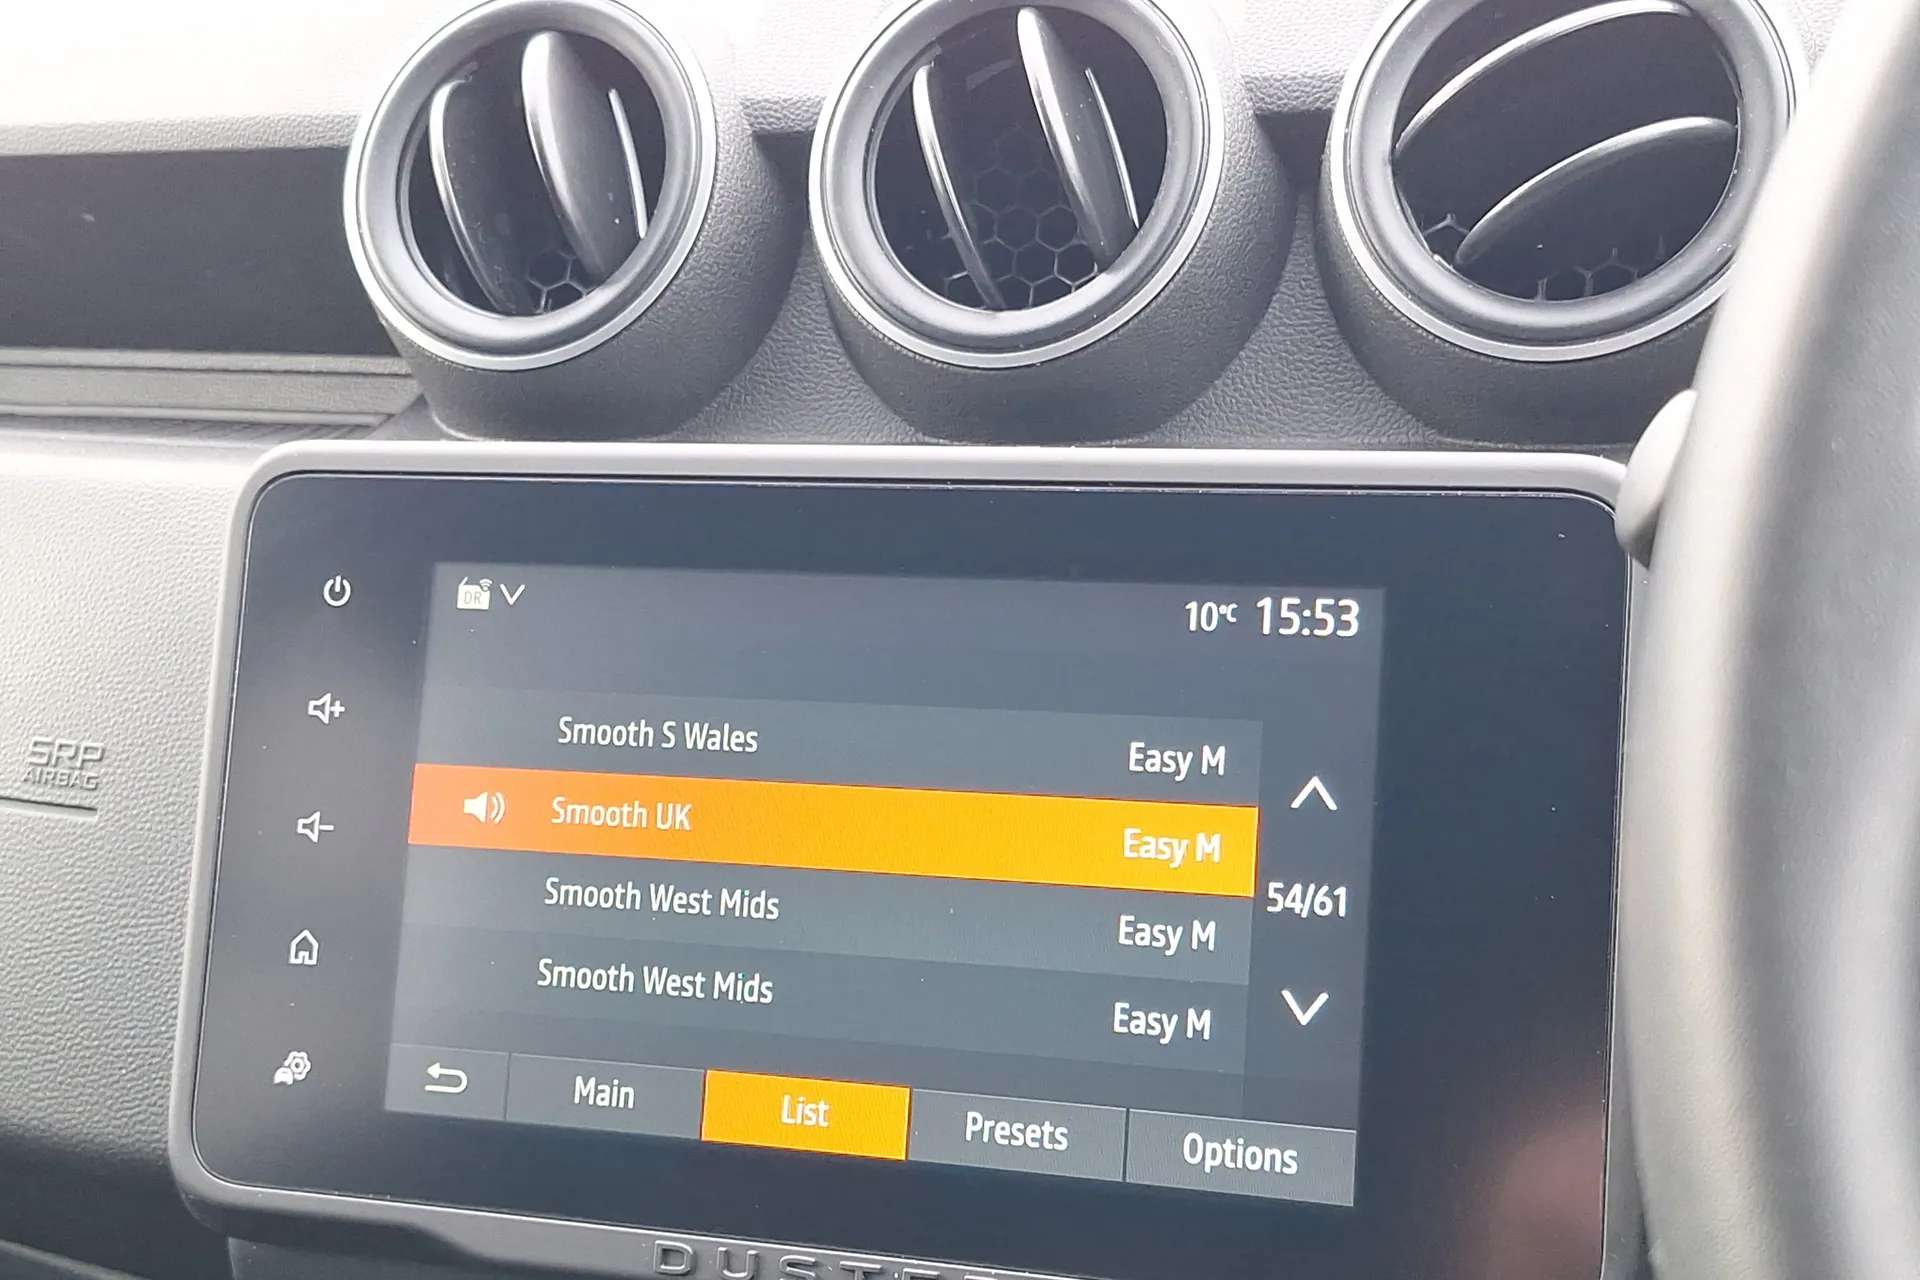 DR
10°C 15:53
Smooth S Wales Easy M
Smooth UK Easy M
54/61
Smooth West Mids Easy M
Smooth West Mids Easy M
Main List Presets Options
SRP
AIRBAG
DUSTER